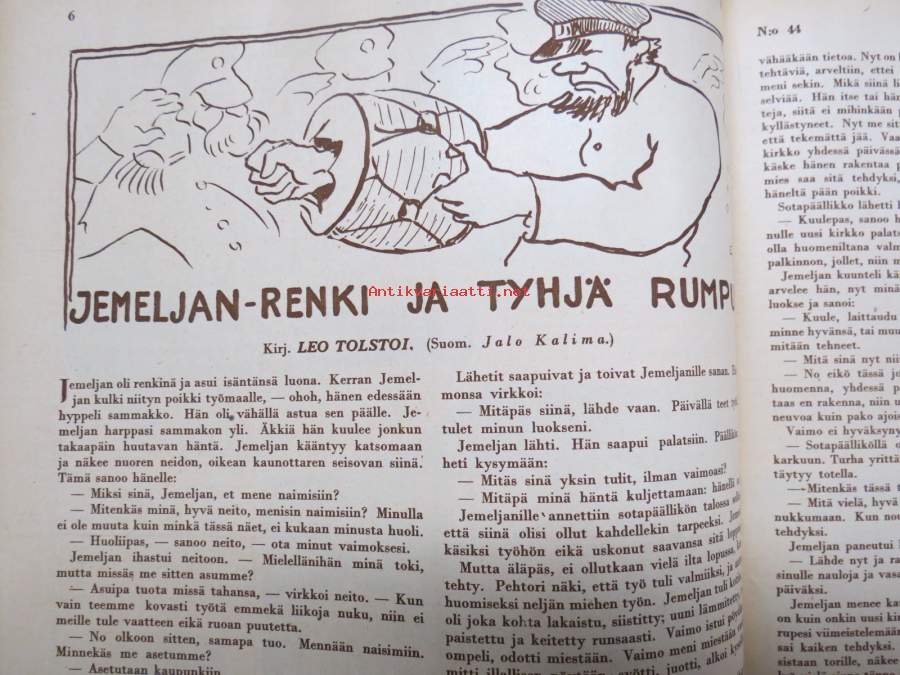 6
JEMELJAN-RENKI JA TYHJÄ RUMPU
Antikvariaatti.net
Kirj. LEO TOLSTOI. (Suom. Jalo Kalima.)
Jemeljan oli renkinä ja asui isäntänsä luona. Kerran Jemel-
jan kulki niityn poikki työmaalle, — ohoh, hänen edessään
hyppeli sammakko. Hän oli vähällä astua sen päälle. Je-
meljan harppasi sammakon yli. Äkkiä hän kuulee jonkun
takaapäin huutavan häntä. Jemeljan kääntyy katsomaan
ja näkee nuoren neidon, oikean kaunottaren seisovan siinä.
Tämä sanoo hänelle:
— Miksi sinä, Jemeljan, et mene naimisiin?
— Mitenkäs minä, hyvä neito, menisin naimisiin? Minulla
ei ole muuta kuin minkä tässä näet, ei kukaan minusta huoli.
— Huoliipas, — sanoo neito, — ota minut vaimoksesi.
Jemeljan ihastui neitoon. — Mielellänihän minä toki,
mutta missäs me sitten asumme?
— Asuipa tuota missä tahansa, — virkkoi neito. — Kun
vain teemme kovasti työtä emmekä liikoja nuku, niin ei
meille tule vaatteen eikä ruoan puutetta.
— No olkoon sitten, samapa tuo. Mennään naimisiin.
Minnekäs me asetumme?
— Asetutaan kaupunkiin.
Lähetit saapuivat ja toivat Jemeljanille sanan.
monsa virkkoi:
— Mitäpäs siinä, lähde vaan. Päivällä teet
tulet minun luokseni.
Jemeljan lähti. Hän saapui palatsiin.
heti kysymään:
— Mitäs sinä yksin tulit, ilman vaimoasi?
— Mitäpä minä häntä kuljettamaan: hänellä
Jemeljanille annettiin sotapäällikön talossa
että siinä olisi ollut kahdellekin tarpeeksi.
käsiksi työhön eikä uskonut saavansa sitä
Mutta äläpäs, ei ollutkaan vielä ilta lopussa,
tehty. Pehtori näki, että työ tuli valmiiksi, ja
huomiseksi neljän miehen työn. Jemeljan tuli
oli joka kohta lakaistu, siistitty; uuni lämmitetty,
paistettu ja keitetty runsaasti. Vaimo istui
ompeli, odotti miestään. Vaimo meni miestään
illallisen syötti, juotti, alkoi
N:o 44
vähääkään tietoa. Nyt on
tehtäviä, arveltiin, ettei
meni sekin. Mikä siinä
selviää. Hän itse tai
teja, siitä ei mihinkään
kyllästyneet. Nyt me
että tekemättä jää.
kirkko yhdessä päivässä
käske hänen rakentaa
mies saa sitä tehdyksi,
häneltä pään poikki.
Sotapäällikkö lähetti
— Kuulepas, sanoo
nulle uusi kirkko
olla huomeniltana
palkinnon, jollet, niin
Jemeljan kuunteli
arvelee hän, nyt
luokse ja sanoi:
— Kuule, laittaudu
minne hyvänsä, tai
mitään tehneet.
— Mitä sinä nyt
— No eikö tässä
huomenna, yhdessä
taas en rakenna, niin
neuvoa kuin pako
Vaimo ei hyväksynyt
— Sotapäälliköllä
karkuun. Turha
täytyy totella.
— Mitenkäs tässä
— Mitä vielä, hyvä
nukkumaan. Kun
tehdyksi.
Jemeljan paneutui
— Lähde nyt ja
sinulle nauloja ja
päiväksi.
Jemeljan menee
on kuin onkin uusi
rupesi viimeistelemään
sai kaiken tehdyksi.
sistaan torille, näkee